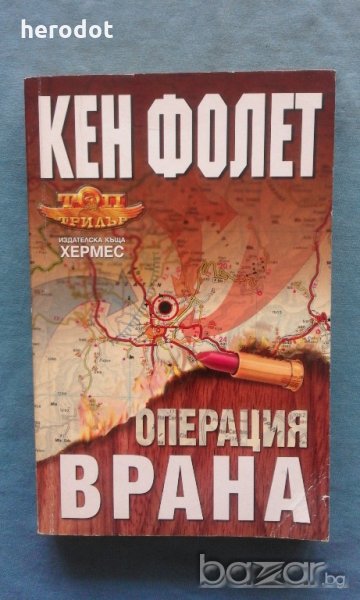 herodot
КЕН ФОЛЕТ
ТОП
ТРИЛЪР
ИЗДАТЕЛСКА КЪЩА
ХЕРМЕС
ОПЕРАЦИЯ
ВРАНА
bazar.bg